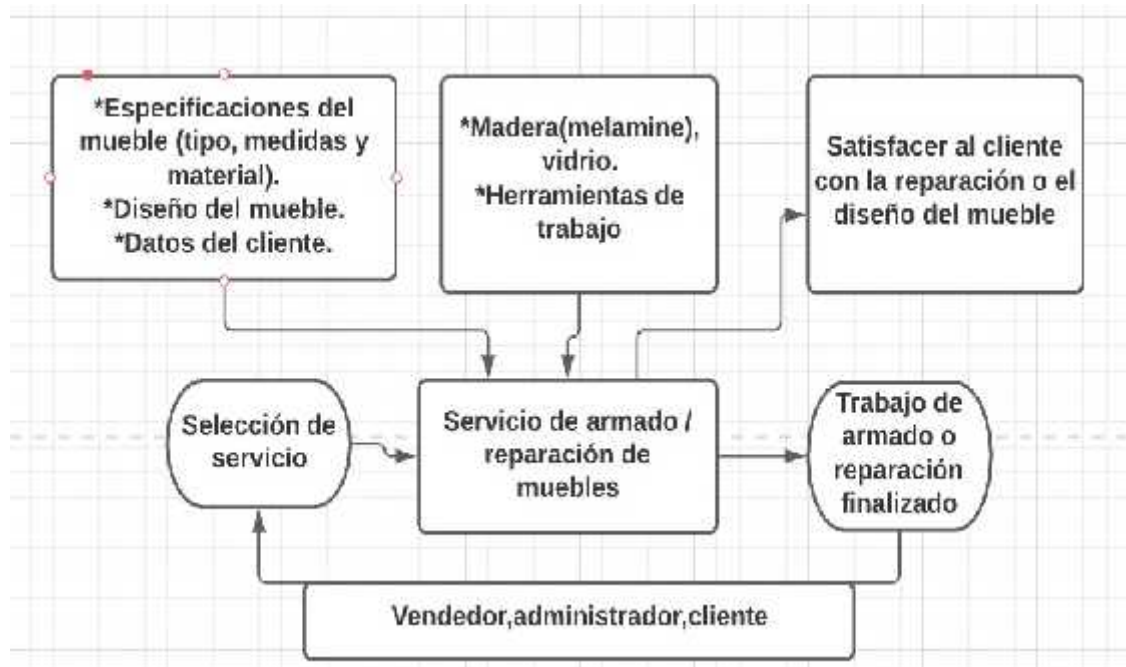 *Especificaciones del
mueble (tipo, medidas y
material).
*Diseño del mueble.
*Datos del cliente.
*Madera(melamine),
vidrio.
*Herramientas de
trabajo
Satisfacer al cliente
con la reparación o el
diseño del mueble
Selección de
servicio
Servicio de armado /
reparación de
muebles
Trabajo de
armado o
reparación
finalizado
Vendedor,administrador,cliente